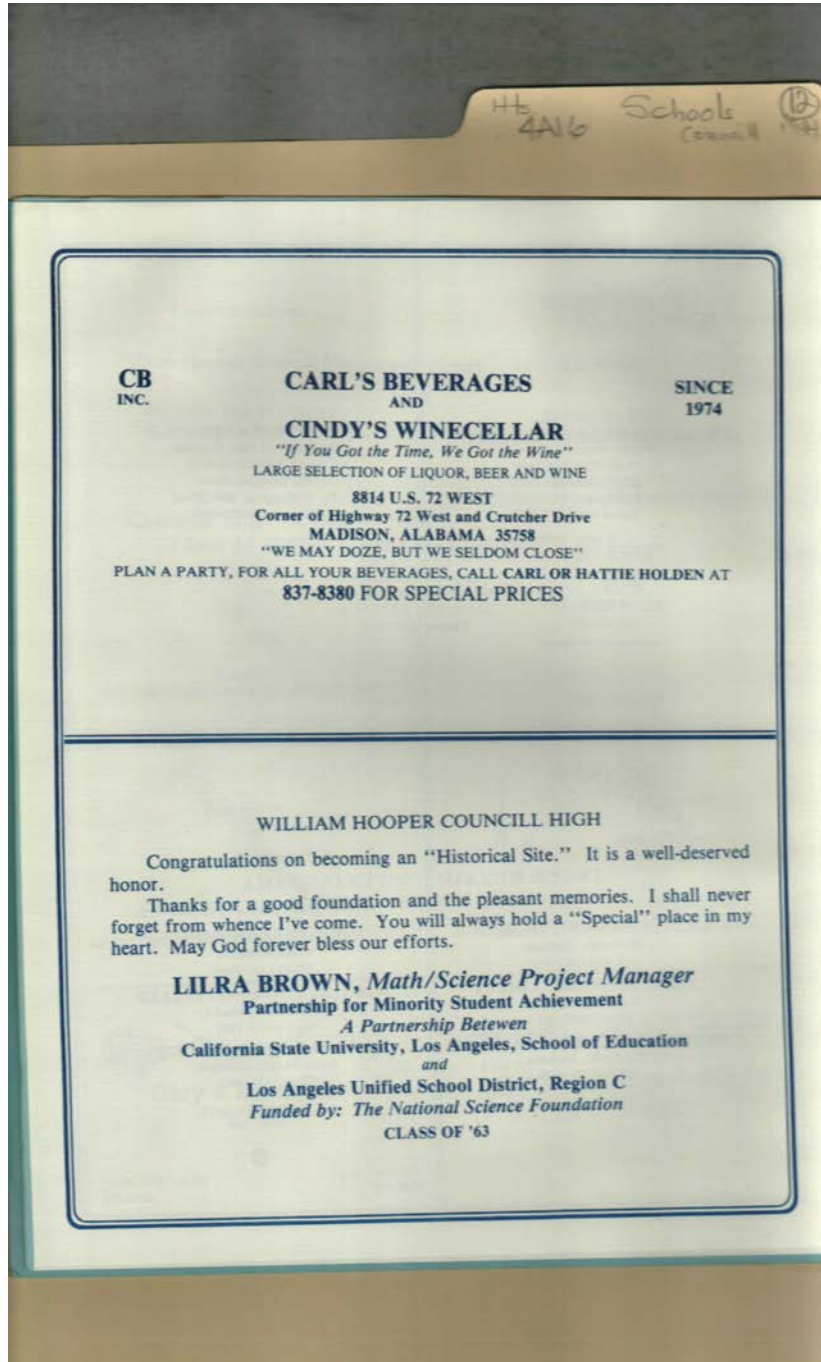 Hts Schools 12
4A16 Councill
CB CARL'S BEVERAGES SINCE
INC. AND 1974
CINDY'S WINECELLAR
"If You Got the Time, We Got the Wine"
LARGE SELECTION OF LIQUOR, BEER AND WINE
8814 U.S. 72 WEST
Corner of Highway 72 West and Crutcher Drive
MADISON, ALABAMA 35758
"WE MAY DOZE, BUT WE SELDOM CLOSE"
PLAN A PARTY, FOR ALL YOUR BEVERAGES, CALL CARL OR HATTIE HOLDEN AT
837-8380 FOR SPECIAL PRICES
WILLIAM HOOPER COUNCILL HIGH
Congratulations on becoming an "Historical Site." It is a well-deserved
honor.
Thanks for a good foundation and the pleasant memories. I shall never
forget from whence I've come. You will always hold a "Special" place in my
heart. May God forever bless our efforts.
LILRA BROWN, Math/Science Project Manager
Partnership for Minority Student Achievement
A Partnership Betewen
California State University, Los Angeles, School of Education
and
Los Angeles Unified School District, Region C
Funded by: The National Science Foundation
CLASS OF '63